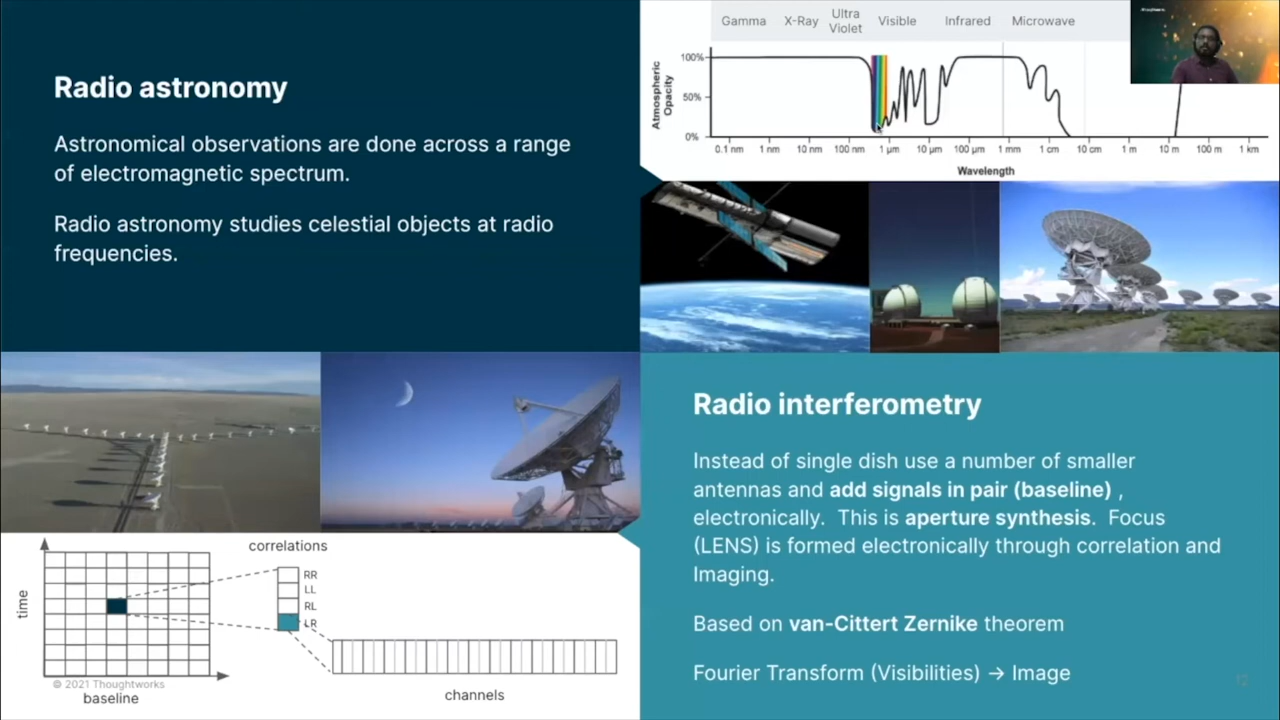 Radio astronomy
Astronomical observations are done across a range
of electromagnetic spectrum.
Radio astronomy studies celestial objects at radio
frequencies.
Gamma X-Ray Ultra Violet Visible Infrared Microwave
Atmospheric
Opacity
100%
50%
0%
0.1 nm 1 nm 10 nm 100 nm 1 μm 10 μm 100 μm 1 mm 1 cm 10 cm 1 m 10 m 100 m 1 km
Wavelength
Radio interferometry
Instead of single dish use a number of smaller
antennas and add signals in pair (baseline) ,
electronically. This is aperture synthesis. Focus
(LENS) is formed electronically through correlation and
Imaging.
Based on van-Cittert Zernike theorem
Fourier Transform (Visibilities) → Image
12
correlations
RR
LL
RL
LR
time
© 2021 Thoughtworks
baseline
channels